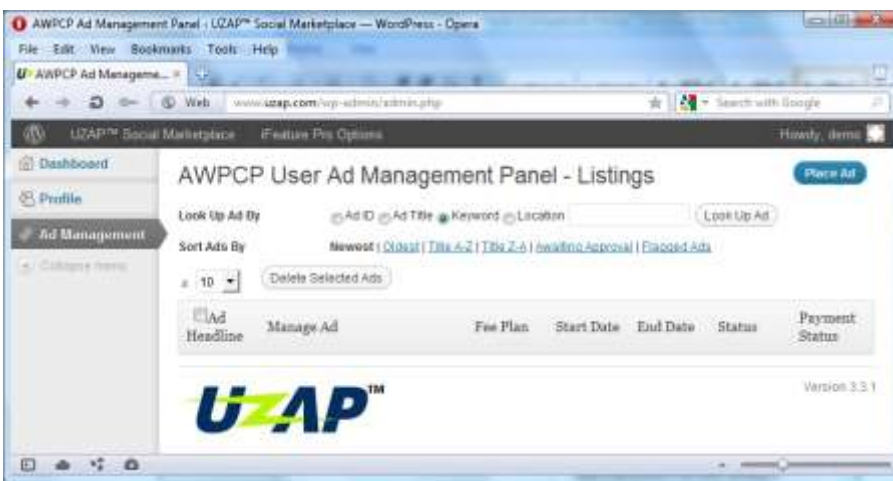 AWPCP Ad Management Panel ‹ UZAP™ Social Marketplace — WordPress - Opera
File Edit View Bookmarks Tools Help
AWPCP Ad Manageme...
Web www.uzap.com/wp-admin/admin.php Search with Google
UZAP™ Social Marketplace iFeature Pro Options Howdy, demo
Dashboard
Profile
Ad Management
Collapse menu
AWPCP User Ad Management Panel - Listings Place Ad
Look Up Ad By Ad ID Ad Title Keyword Location Look Up Ad
Sort Ads By Newest | Oldest | Title A-Z | Title Z-A | Awaiting Approval | Flagged Ads
10 Delete Selected Ads
Ad Headline Manage Ad Fee Plan Start Date End Date Status Payment Status
UZAP™
Version 3.3.1